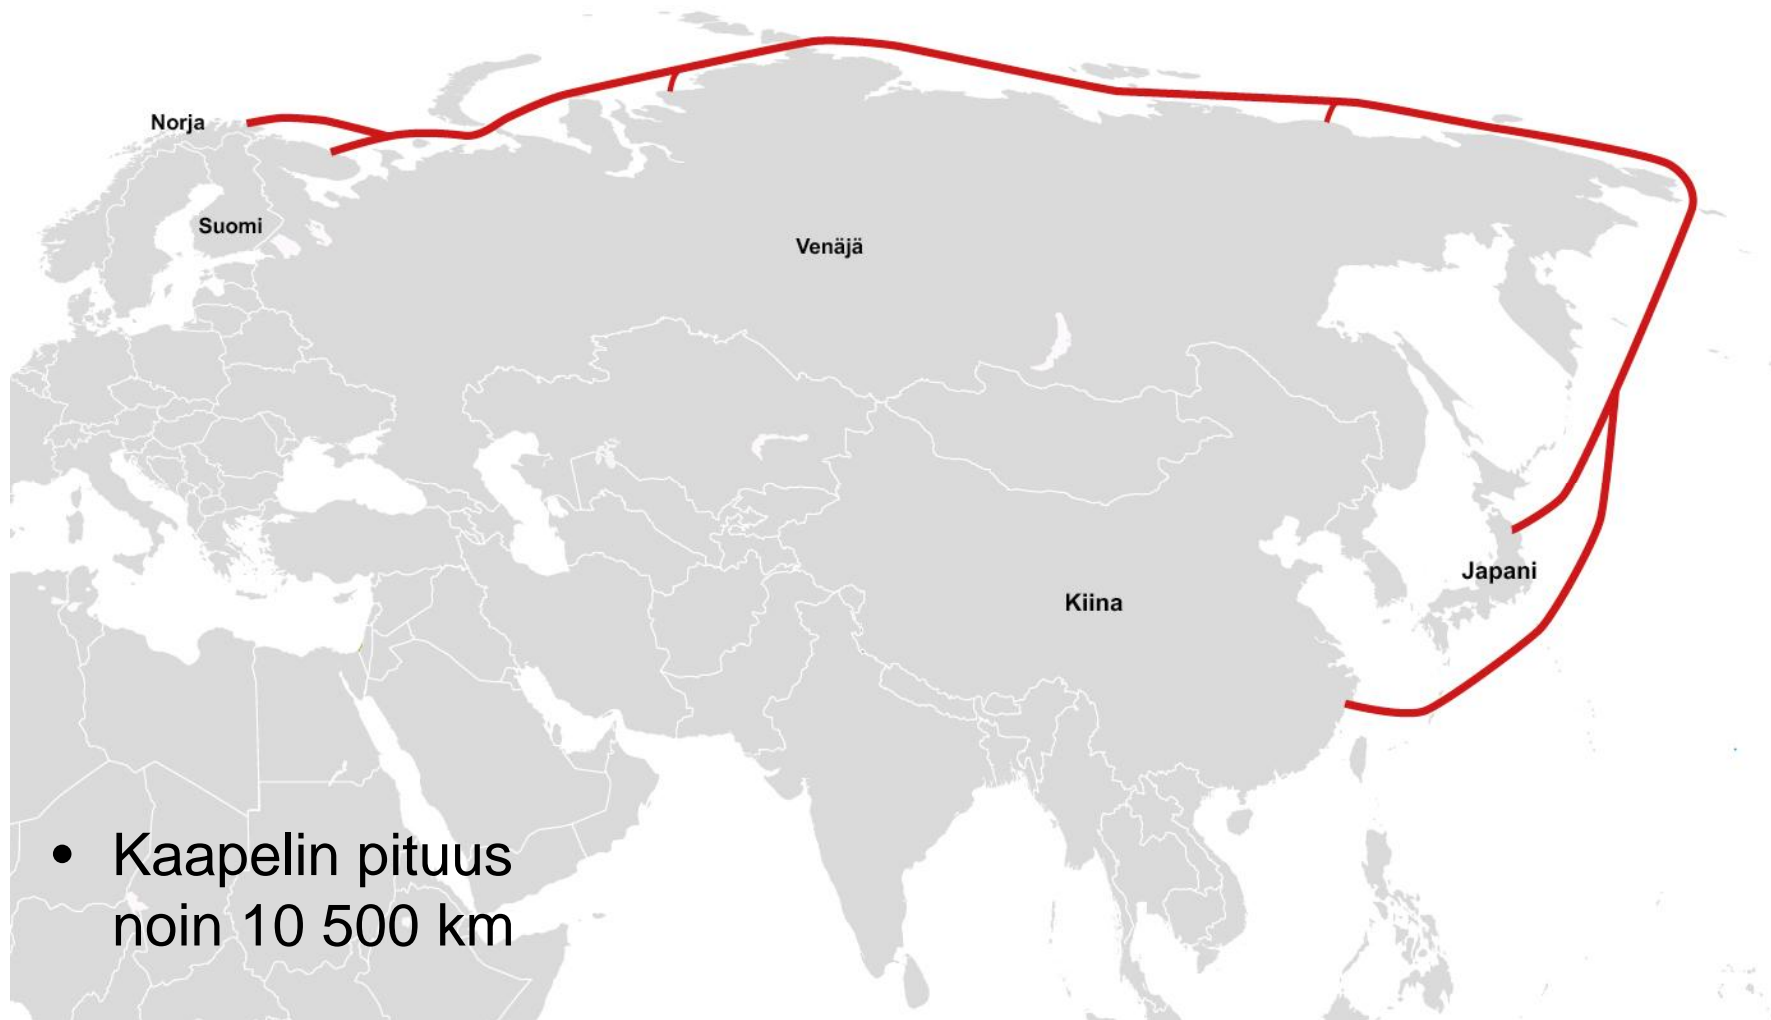 Norja
Suomi
Venäjä
Japani
Kiina
• Kaapelin pituus
noin 10 500 km